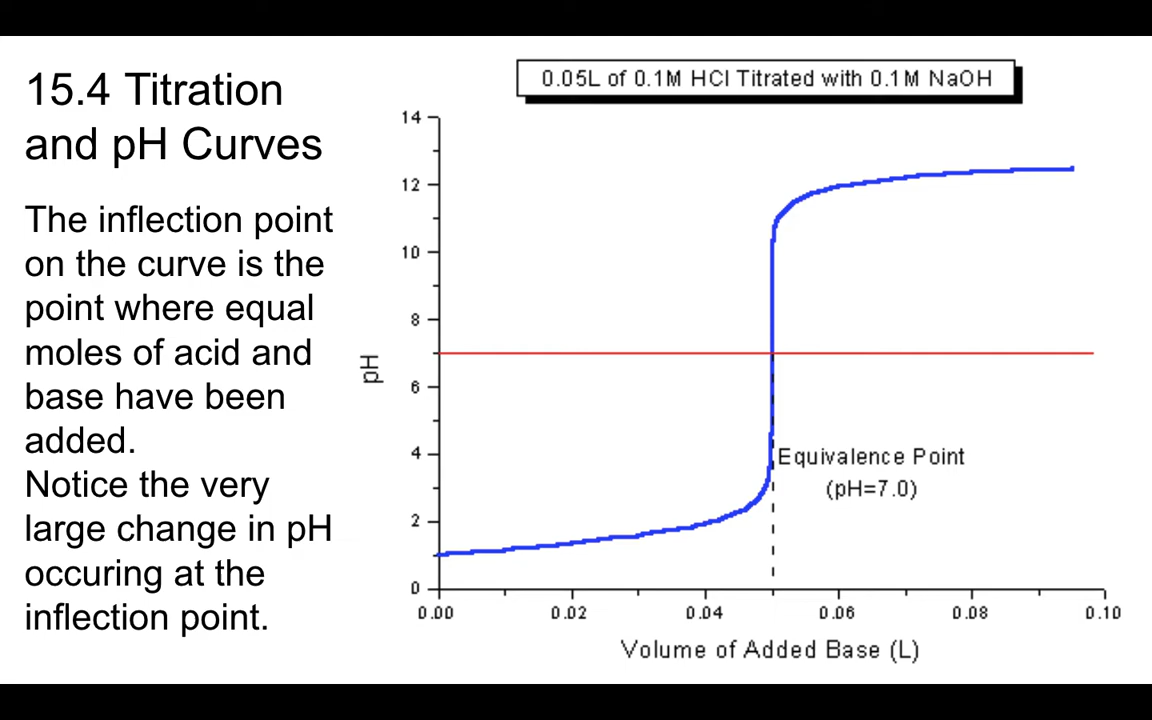 15.4 Titration
and pH Curves
The inflection point
on the curve is the
point where equal
moles of acid and
base have been
added.
Notice the very
large change in pH
occuring at the
inflection point.
0.05L of 0.1M HCl Titrated with 0.1M NaOH
14
12
10
8
6
4
2
0
pH
Equivalence Point
(pH=7.0)
0.00 0.02 0.04 0.06 0.08 0.10
Volume of Added Base (L)